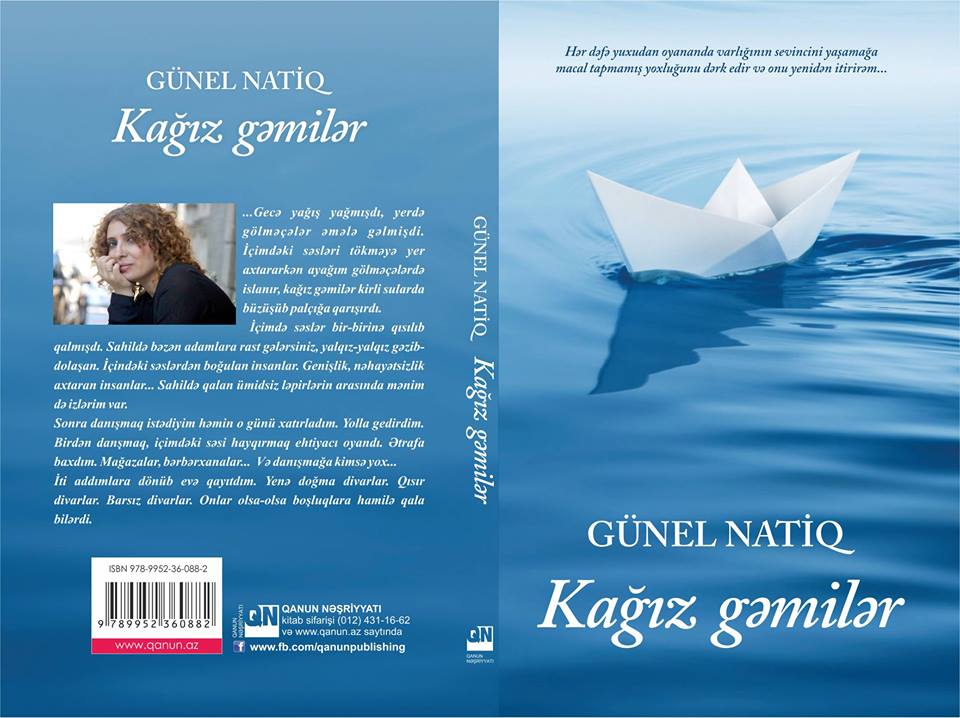 GÜNEL NATİQ
Kağız gəmilər
...Gecə yağış yağmışdı, yerdə
gölməçələr əmələ gəlmişdi.
İçimdəki səsləri tökməyə yer
axtararkən ayağım gölməçələrdə
islanır, kağız gəmilər kirli sularda
büzüşüb palçığa qarışırdı.
İçimdə səslər bir-birinə qısılıb
qalmışdı. Sahildə bəzən adamlara rast gələrsiniz, yalqız-yalqız gəzib-
dolaşan. İçindəki səslərdən boğulan insanlar. Genişlik, nəhayətsizlik
axtaran insanlar... Sahildə qalan ümidsiz ləpirlərin arasında mənim
də izlərim var.
Sonra danışmaq istədiyim həmin o günü xatırladım. Yolla gedirdim.
Birdən danşmaq, içimdəki səsi hayqırmaq ehtiyacı oyandı. Ətrafa
baxdım. Mağazalar, bərbərxanalar... Və danışmağa kimsə yox...
İti addımlarla dönüb evə qayıtdım. Yenə doğma divarlar. Qısır
divarlar. Barsız divarlar. Onlar olsa-olsa boşluqlara hamilə qala
bilərdi.
ISBN 978-9952-36-088-2
9 789952 360882
www.qanun.az
QANUN
NƏŞRİYYATI
QN
QANUN NƏŞRİYYATI
kitab sifarişi (012) 431-16-62
və www.qanun.az saytında
f www.fb.com/qanunpublishing
GÜNEL NATİQ Kağız gəmilər
QN
QANUN
NƏŞRİYYATI
Hər dəfə yuxudan oyananda varlığının sevincini yaşamağa
macal tapmamış yoxluğunu dərk edir və onu yenidən itirirəm...
GÜNEL NATİQ
Kağız gəmilər